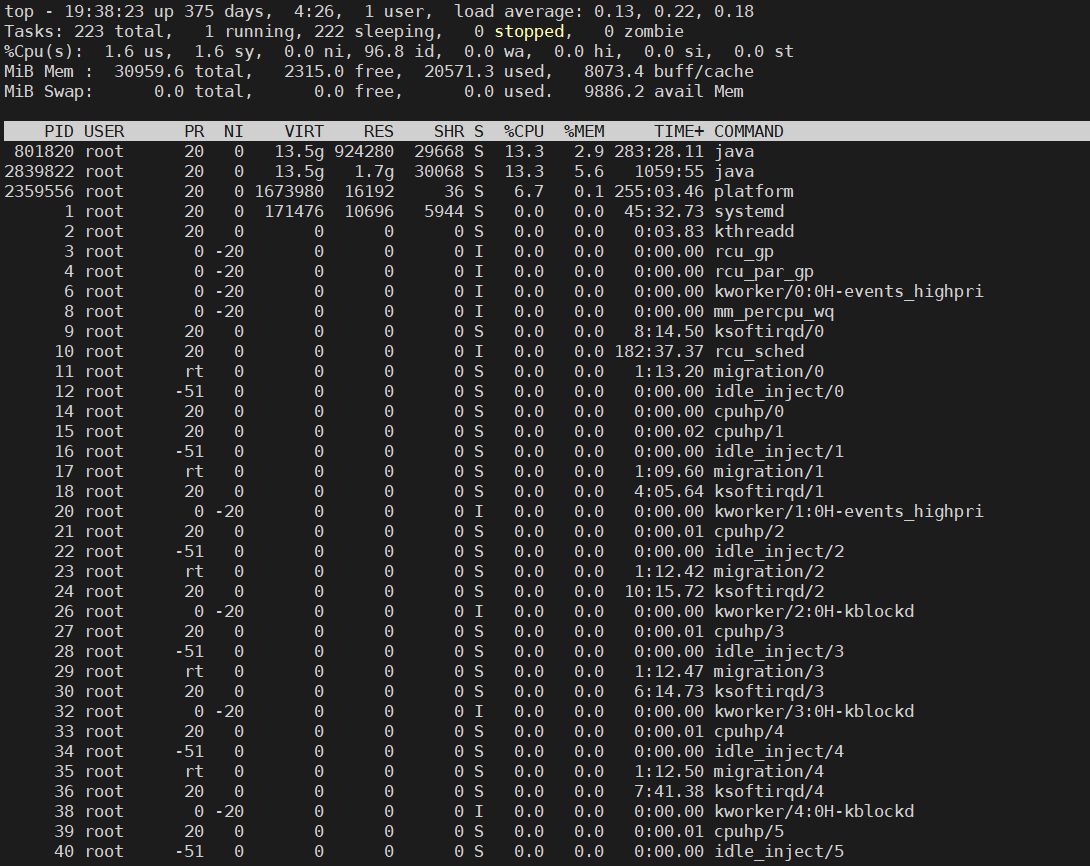 top - 19:38:23 up 375 days,  4:26,  1 user,  load average: 0.13, 0.22, 0.18
Tasks: 223 total,   1 running, 222 sleeping,   0 stopped,   0 zombie
%Cpu(s):  1.6 us,  1.6 sy,  0.0 ni, 96.8 id,  0.0 wa,  0.0 hi,  0.0 si,  0.0 st
MiB Mem :  30959.6 total,   2315.0 free,  20571.3 used,   8073.4 buff/cache
MiB Swap:      0.0 total,      0.0 free,      0.0 used.   9886.2 avail Mem
PID USER      PR  NI    VIRT    RES    SHR S  %CPU  %MEM     TIME+ COMMAND
801820 root      20   0   13.5g 924280  29668 S  13.3   2.9 283:28.11 java
2839822 root      20   0   13.5g   1.7g  30068 S  13.3   5.6   1059:55 java
2359556 root      20   0 1673980  16192     36 S   6.7   0.1 255:03.46 platform
1 root      20   0  171476  10696   5944 S   0.0   0.0  45:32.73 systemd
2 root      20   0       0      0      0 S   0.0   0.0   0:03.83 kthreadd
3 root       0 -20       0      0      0 I   0.0   0.0   0:00.00 rcu_gp
4 root       0 -20       0      0      0 I   0.0   0.0   0:00.00 rcu_par_gp
6 root       0 -20       0      0      0 I   0.0   0.0   0:00.00 kworker/0:0H-events_highpri
8 root       0 -20       0      0      0 I   0.0   0.0   0:00.00 mm_percpu_wq
9 root      20   0       0      0      0 S   0.0   0.0   8:14.50 ksoftirqd/0
10 root      20   0       0      0      0 I   0.0   0.0 182:37.37 rcu_sched
11 root      rt   0       0      0      0 S   0.0   0.0   1:13.20 migration/0
12 root     -51   0       0      0      0 S   0.0   0.0   0:00.00 idle_inject/0
14 root      20   0       0      0      0 S   0.0   0.0   0:00.00 cpuhp/0
15 root      20   0       0      0      0 S   0.0   0.0   0:00.02 cpuhp/1
16 root     -51   0       0      0      0 S   0.0   0.0   0:00.00 idle_inject/1
17 root      rt   0       0      0      0 S   0.0   0.0   1:09.60 migration/1
18 root      20   0       0      0      0 S   0.0   0.0   4:05.64 ksoftirqd/1
20 root       0 -20       0      0      0 I   0.0   0.0   0:00.00 kworker/1:0H-events_highpri
21 root      20   0       0      0      0 S   0.0   0.0   0:00.01 cpuhp/2
22 root     -51   0       0      0      0 S   0.0   0.0   0:00.00 idle_inject/2
23 root      rt   0       0      0      0 S   0.0   0.0   1:12.42 migration/2
24 root      20   0       0      0      0 S   0.0   0.0  10:15.72 ksoftirqd/2
26 root       0 -20       0      0      0 I   0.0   0.0   0:00.00 kworker/2:0H-kblockd
27 root      20   0       0      0      0 S   0.0   0.0   0:00.01 cpuhp/3
28 root     -51   0       0      0      0 S   0.0   0.0   0:00.00 idle_inject/3
29 root      rt   0       0      0      0 S   0.0   0.0   1:12.47 migration/3
30 root      20   0       0      0      0 S   0.0   0.0   6:14.73 ksoftirqd/3
32 root       0 -20       0      0      0 I   0.0   0.0   0:00.00 kworker/3:0H-kblockd
33 root      20   0       0      0      0 S   0.0   0.0   0:00.01 cpuhp/4
34 root     -51   0       0      0      0 S   0.0   0.0   0:00.00 idle_inject/4
35 root      rt   0       0      0      0 S   0.0   0.0   1:12.50 migration/4
36 root      20   0       0      0      0 S   0.0   0.0   7:41.38 ksoftirqd/4
38 root       0 -20       0      0      0 I   0.0   0.0   0:00.00 kworker/4:0H-kblockd
39 root      20   0       0      0      0 S   0.0   0.0   0:00.01 cpuhp/5
40 root     -51   0       0      0      0 S   0.0   0.0   0:00.00 idle_inject/5